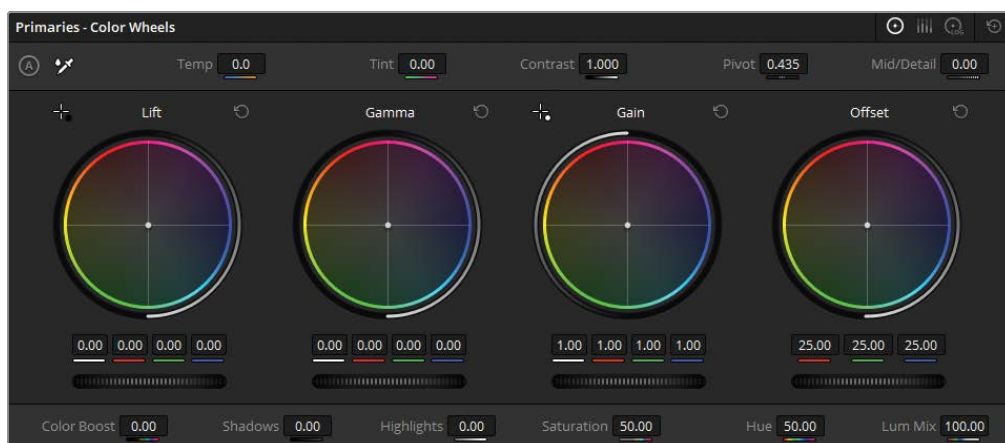 Primaries - Color Wheels
A Temp 0.0 Tint 0.00 Contrast 1.000 Pivot 0.435 Mid/Detail 0.00
Lift Gamma Gain Offset
0.00 0.00 0.00 0.00 0.00 0.00 0.00 0.00 1.00 1.00 1.00 1.00 25.00 25.00 25.00
Color Boost 0.00 Shadows 0.00 Highlights 0.00 Saturation 50.00 Hue 50.00 Lum Mix 100.00